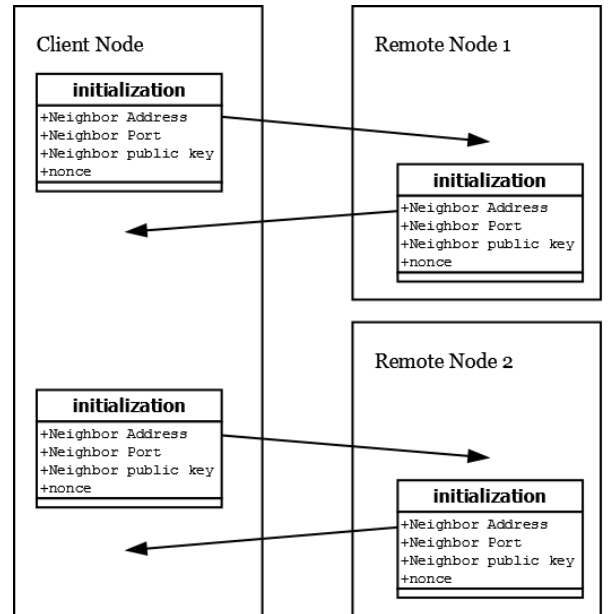 Client Node
initialization
+Neighbor Address
+Neighbor Port
+Neighbor public key
+nonce
Remote Node 1
initialization
+Neighbor Address
+Neighbor Port
+Neighbor public key
+nonce
initialization
+Neighbor Address
+Neighbor Port
+Neighbor public key
+nonce
Remote Node 2
initialization
+Neighbor Address
+Neighbor Port
+Neighbor public key
+nonce